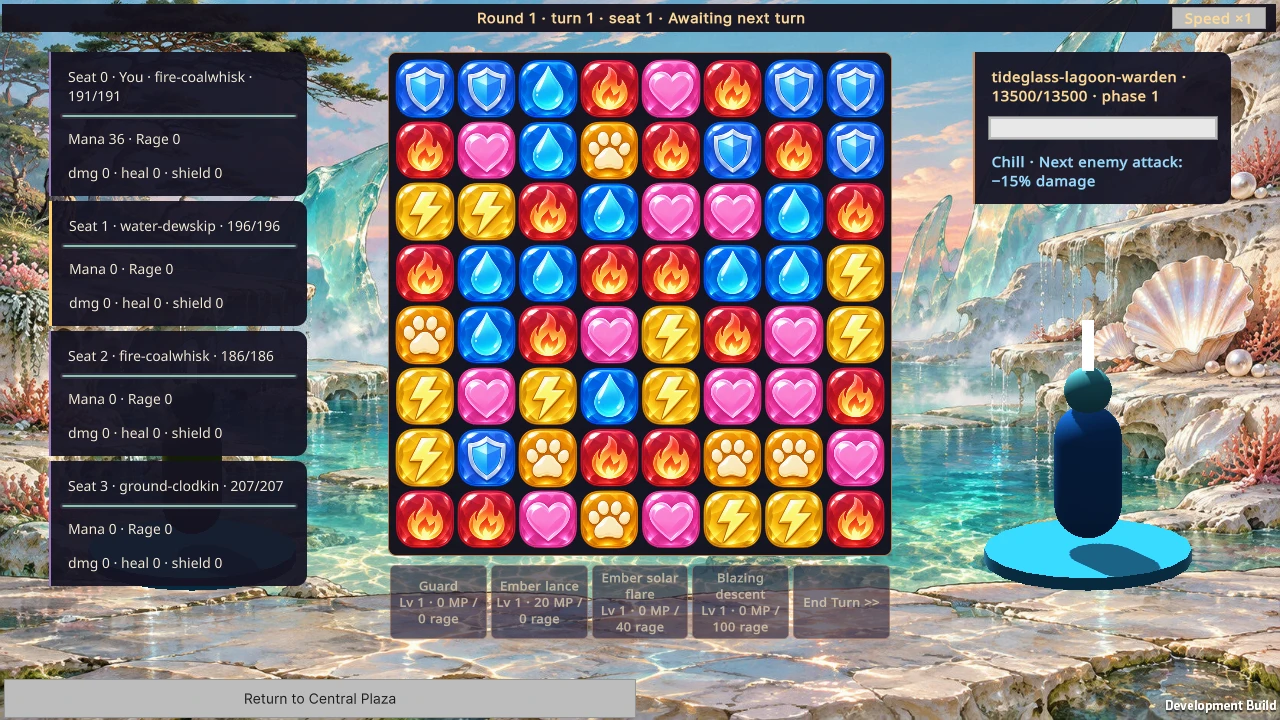 Round 1 · turn 1 · seat 1 · Awaiting next turn
Speed ×1
Seat 0 · You · fire-coalwhisk ·
191/191
Mana 36 · Rage 0
dmg 0 · heal 0 · shield 0
Seat 1 · water-dewskip · 196/196
Mana 0 · Rage 0
dmg 0 · heal 0 · shield 0
Seat 2 · fire-coalwhisk · 186/186
Mana 0 · Rage 0
dmg 0 · heal 0 · shield 0
Seat 3 · ground-clodkin · 207/207
Mana 0 · Rage 0
dmg 0 · heal 0 · shield 0
tideglass-lagoon-warden ·
13500/13500 · phase 1
Chill · Next enemy attack:
−15% damage
Guard
Lv 1 · 0 MP /
0 rage
Ember lance
Lv 1 · 20 MP /
0 rage
Ember solar
flare
Lv 1 · 0 MP /
40 rage
Blazing
descent
Lv 1 · 0 MP /
100 rage
End Turn >>
Return to Central Plaza
Development Build